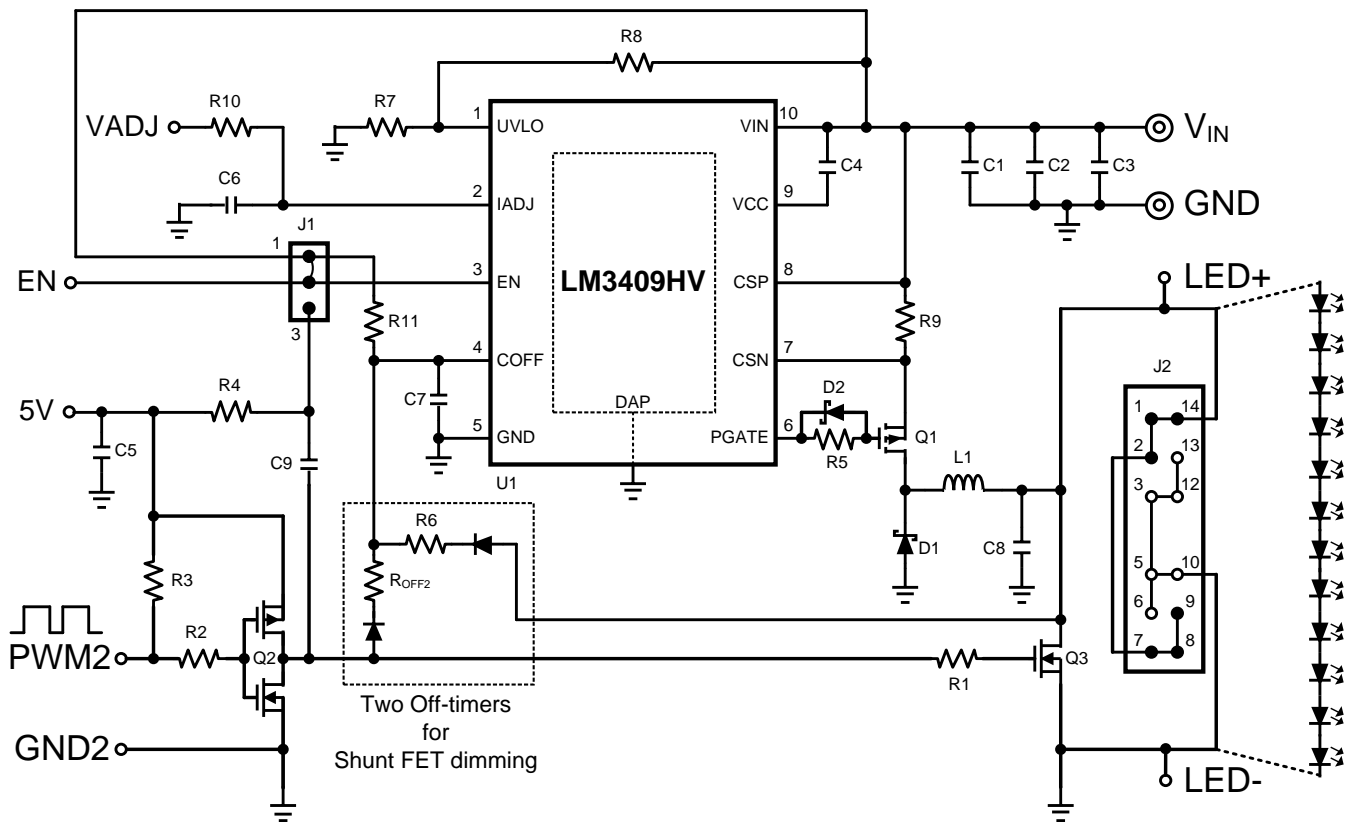 R8
VADJ
R10
R7
1
UVLO
VIN
10
VIN
C4
C1
C2
C3
C6
2
IADJ
VCC
9
GND
J1
1
EN
3
EN
LM3409HV
CSP
8
LED+
3
R11
R9
4
COFF
CSN
7
J2
5V
R4
C7
DAP
D2
1
14
5
GND
PGATE
6
Q1
2
13
C5
C9
U1
R5
L1
3
12
R6
D1
C8
R3
ROFF2
5
10
6
9
PWM2
R2
Q2
R1
Q3
7
8
Two Off-timers
for
Shunt FET dimming
GND2
LED-